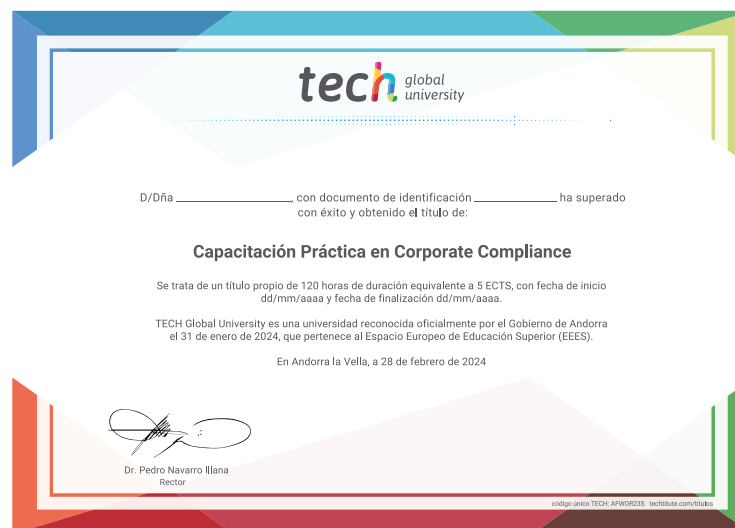 tech global
university
D/Dña ____________________, con documento de identificación ______________ ha superado
con éxito y obtenido el título de:
Capacitación Práctica en Corporate Compliance
Se trata de un título propio de 120 horas de duración equivalente a 5 ECTS, con fecha de inicio
dd/mm/aaaa y fecha de finalización dd/mm/aaaa.
TECH Global University es una universidad reconocida oficialmente por el Gobierno de Andorra
el 31 de enero de 2024, que pertenece al Espacio Europeo de Educación Superior (EEES).
En Andorra la Vella, a 28 de febrero de 2024
Dr. Pedro Navarro Illana
Rector
código único TECH: AFWOR23S techtitute.com/títulos